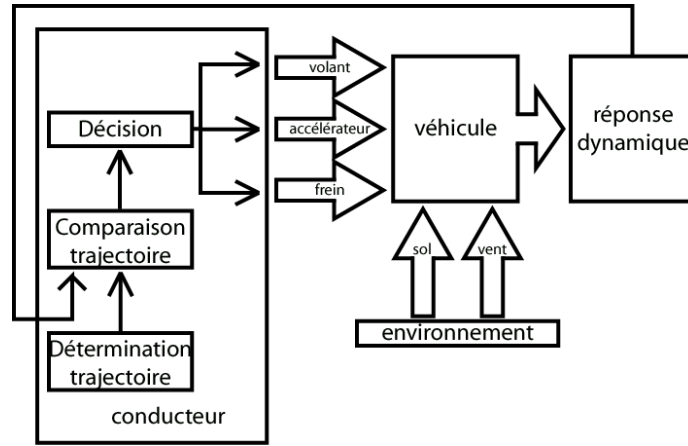 volant
Décision
accélérateur
véhicule
réponse
dynamique
frein
Comparaison
trajectoire
sol
vent
environnement
Détermination
trajectoire
conducteur